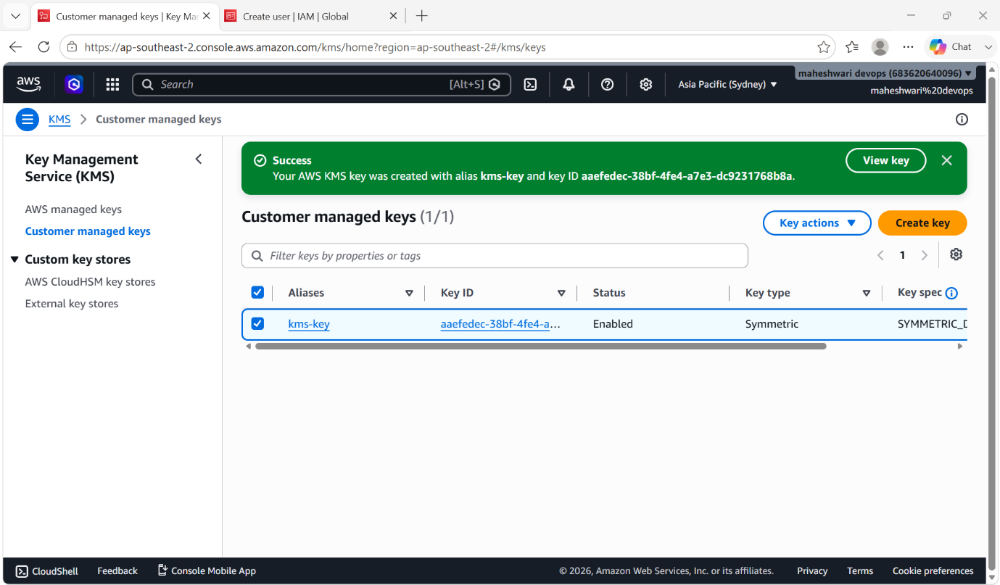 Customer managed keys | Key Ma
Create user | IAM | Global
https://ap-southeast-2.console.aws.amazon.com/kms/home?region=ap-southeast-2#/kms/keys
Chat
aws
Search
[Alt+S]
Asia Pacific (Sydney)
maheshwari devops (683620640096)
maheshwari%20devops
KMS
Customer managed keys
Key Management
Service (KMS)
AWS managed keys
Customer managed keys
Custom key stores
AWS CloudHSM key stores
External key stores
Success
Your AWS KMS key was created with alias kms-key and key ID aaefedec-38bf-4fe4-a7e3-dc9231768b8a.
View key
Customer managed keys (1/1)
Key actions
Create key
Filter keys by properties or tags
1
Aliases Key ID Status Key type Key spec
kms-key aaefedec-38bf-4fe4-a... Enabled Symmetric SYMMETRIC_D
CloudShell Feedback Console Mobile App © 2026, Amazon Web Services, Inc. or its affiliates. Privacy Terms Cookie preferences